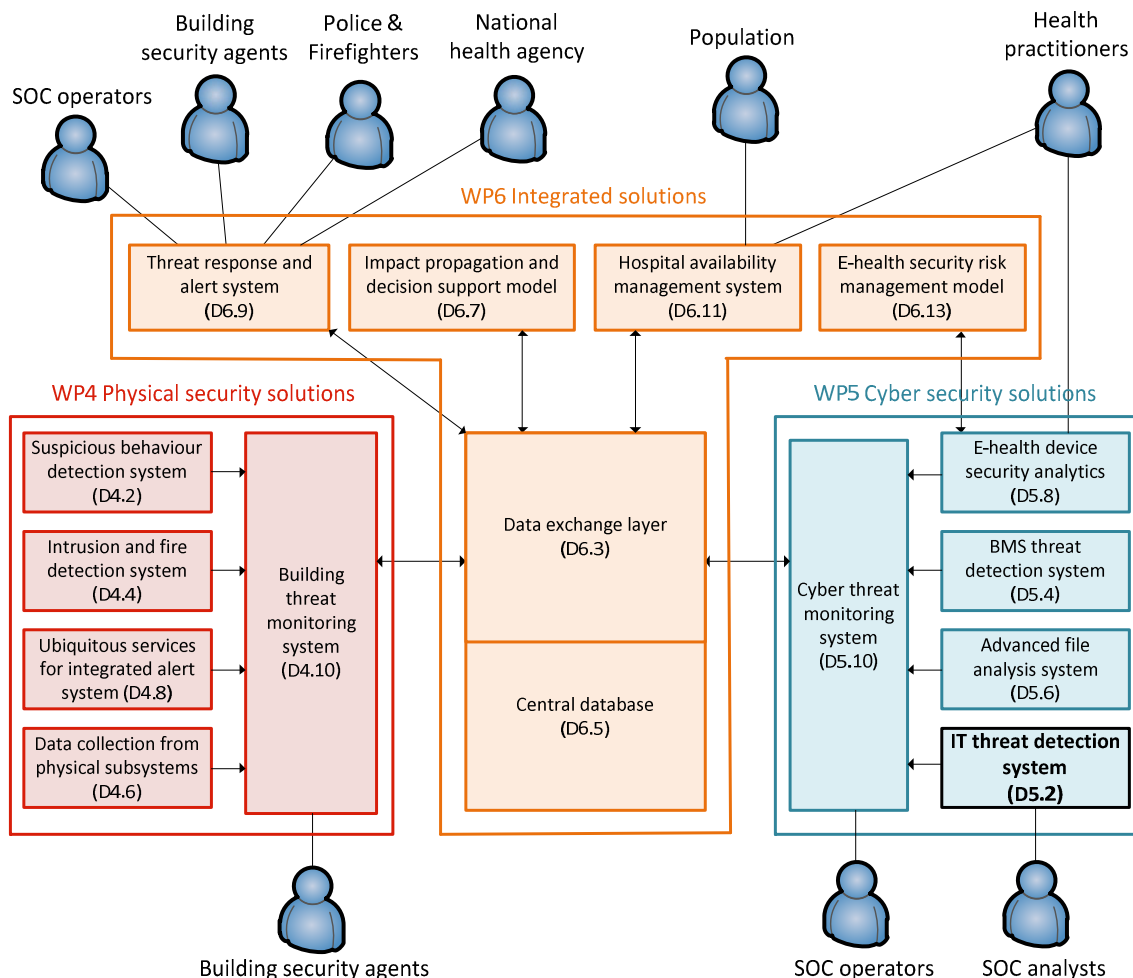 Building
security agents
Police &
Firefighters
National
health agency
Population
Health
practitioners
SOC operators
WP6 Integrated solutions
Threat response and
alert system
(D6.9)
Impact propagation and
decision support model
(D6.7)
Hospital availability
management system
(D6.11)
E-health security risk
management model
(D6.13)
WP4 Physical security solutions
Suspicious behaviour
detection system
(D4.2)
Intrusion and fire
detection system
(D4.4)
Ubiquitous services
for integrated alert
system (D4.8)
Data collection from
physical subsystems
(D4.6)
Building
threat
monitoring
system
(D4.10)
Data exchange layer
(D6.3)
Central database
(D6.5)
WP5 Cyber security solutions
Cyber threat
monitoring
system
(D5.10)
E-health device
security analytics
(D5.8)
BMS threat
detection system
(D5.4)
Advanced file
analysis system
(D5.6)
IT threat detection
system
(D5.2)
Building security agents
SOC operators
SOC analysts